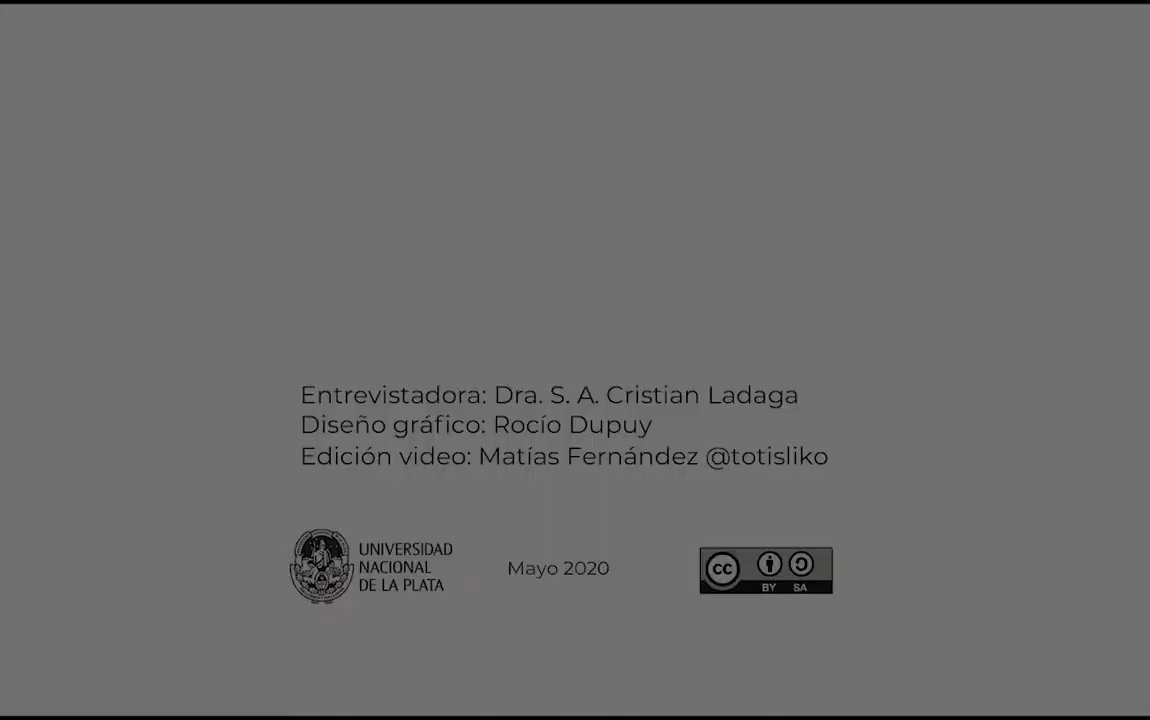 Entrevistadora: Dra. S. A. Cristian Ladaga
Diseño gráfico: Rocío Dupuy
Edición video: Matías Fernández @totisliko
UNIVERSIDAD
NACIONAL
DE LA PLATA
Mayo 2020
cc
BY SA